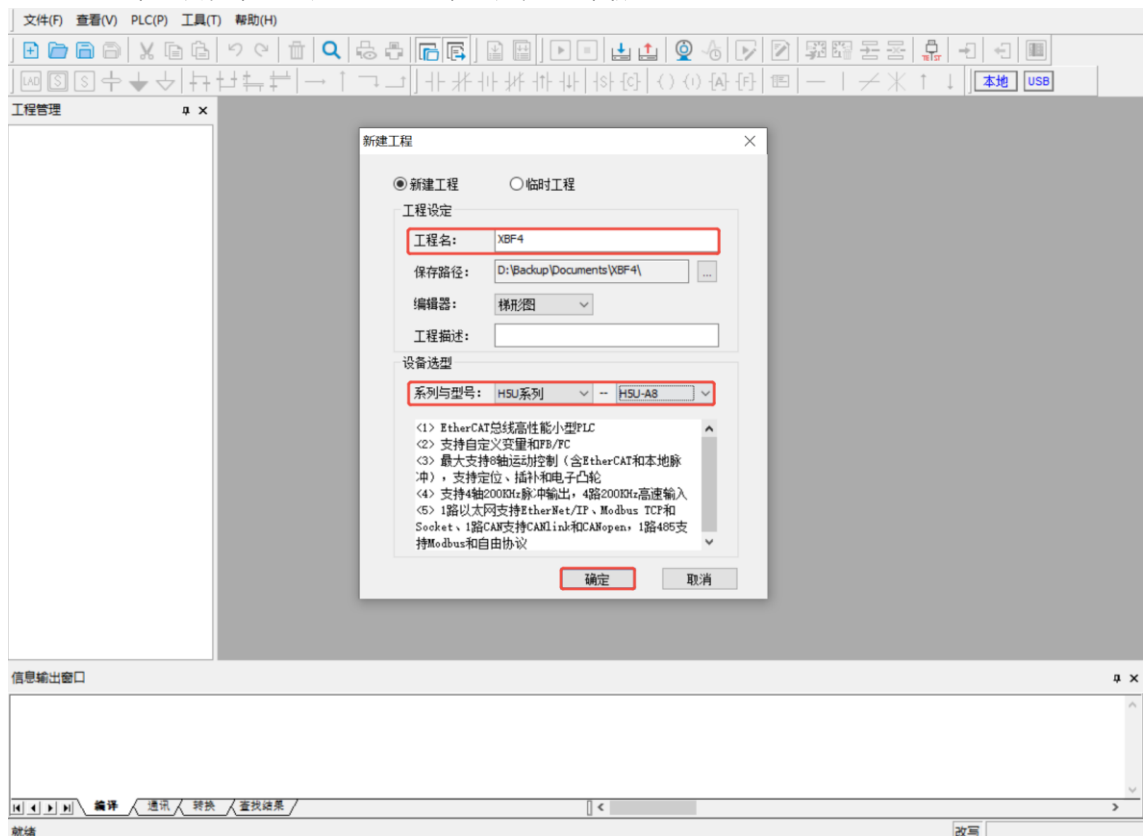 文件(F) 查看(V) PLC(P) 工具(T) 帮助(H)
LAD S S
TEST
本地 USB
工程管理
新建工程
新建工程 临时工程
工程设定
工程名: XBF4
保存路径: D:\Backup\Documents\XBF4\ ...
编辑器: 梯形图
工程描述:
设备选型
系列与型号: H5U系列 -- H5U-A8
<1> EtherCAT总线高性能小型PLC
<2> 支持自定义变量和FB/FC
<3> 最大支持8轴运动控制（含EtherCAT和本地脉
冲），支持定位、插补和电子凸轮
<4> 支持4轴200KHz脉冲输出，4路200KHz高速输入
<5> 1路以太网支持EtherNet/IP、Modbus TCP和
Socket、1路CAN支持CANlink和CANopen，1路485支
持Modbus和自由协议
确定 取消
信息输出窗口
编译 通讯 转换 查找结果
就绪 改写